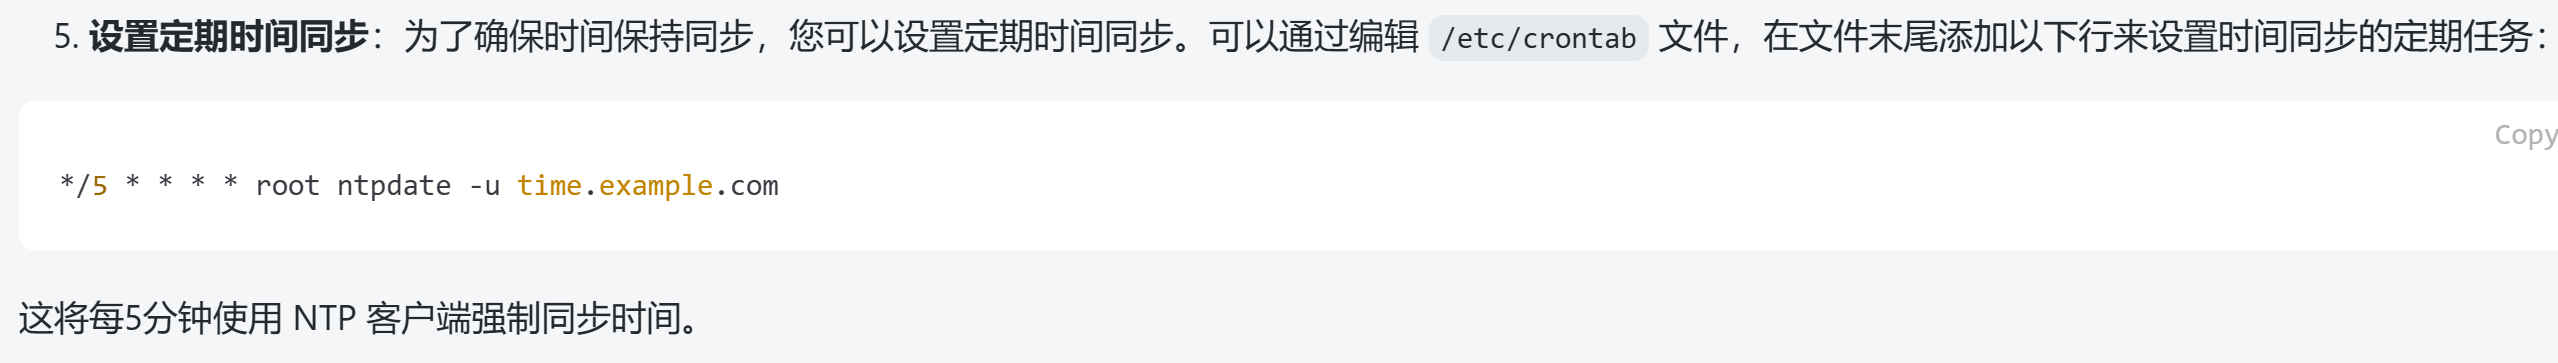 5. 设置定期时间同步：为了确保时间保持同步，您可以设置定期时间同步。可以通过编辑 /etc/crontab 文件，在文件末尾添加以下行来设置时间同步的定期任务：
Copy
*/5 * * * * root ntpdate -u time.example.com
这将每5分钟使用 NTP 客户端强制同步时间。